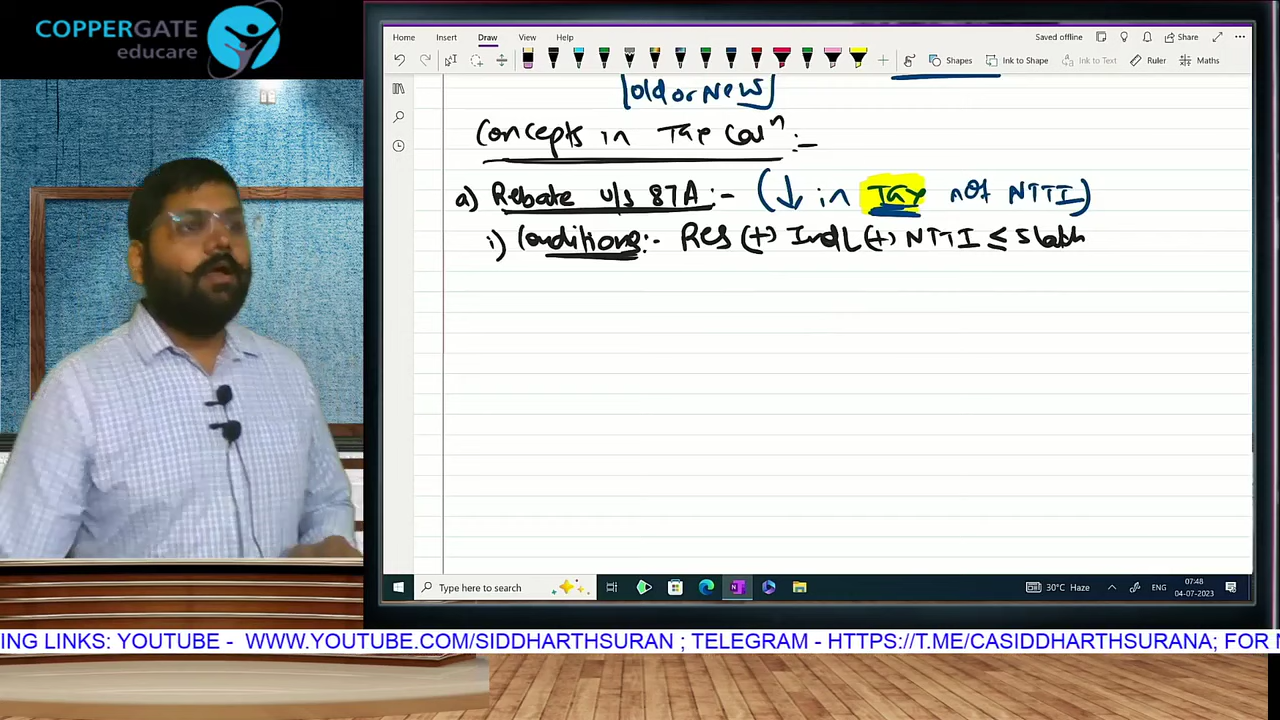 COPPERGATE
educare
Home Insert Draw View Help
Saved offline
Share
Shapes
Ink to Shape
Ink to Text
Ruler
Maths
[old or New]
Concepts in Tax Caln :-
a) Rebate u/s 87A :- (↓ in Tax not NTTI)
i) Conditions :- Res (+) Indl (+) NTTI ≤ 5 lakh
Type here to search
30°C Haze
ENG
07:48
04-07-2023
ING LINKS: YOUTUBE - WWW.YOUTUBE.COM/SIDDHARTHSURAN ; TELEGRAM - HTTPS://T.ME/CASIDDHARTHSURANA; FOR